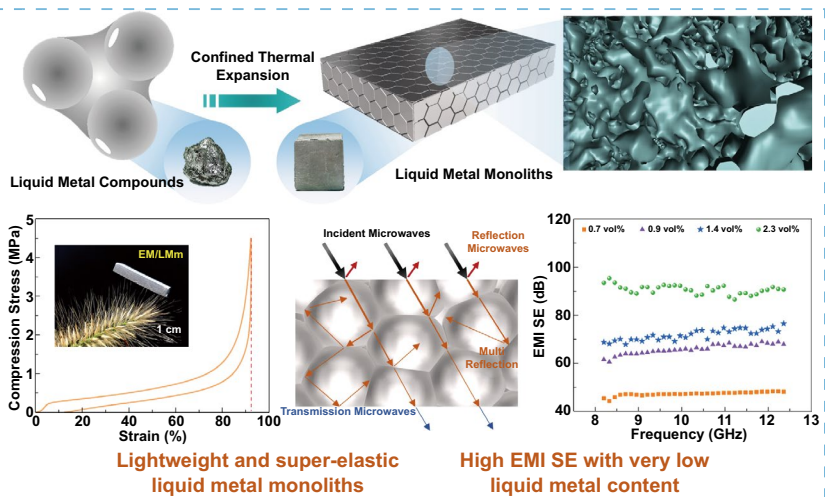 Confined Thermal
Expansion
Liquid Metal Compounds
Liquid Metal Monoliths
Compression Stress (MPa)
5
4
3
2
1
0
EM/LMm
1 cm
0
20
40
60
80
100
Strain (%)
Incident Microwaves
Reflection
Microwaves
Multi
Reflection
Transmission Microwaves
EMI SE (dB)
120
100
80
60
40
0.7 vol%
0.9 vol%
1.4 vol%
2.3 vol%
8
9
10
11
12
13
Frequency (GHz)
Lightweight and super-elastic
liquid metal monoliths
High EMI SE with very low
liquid metal content